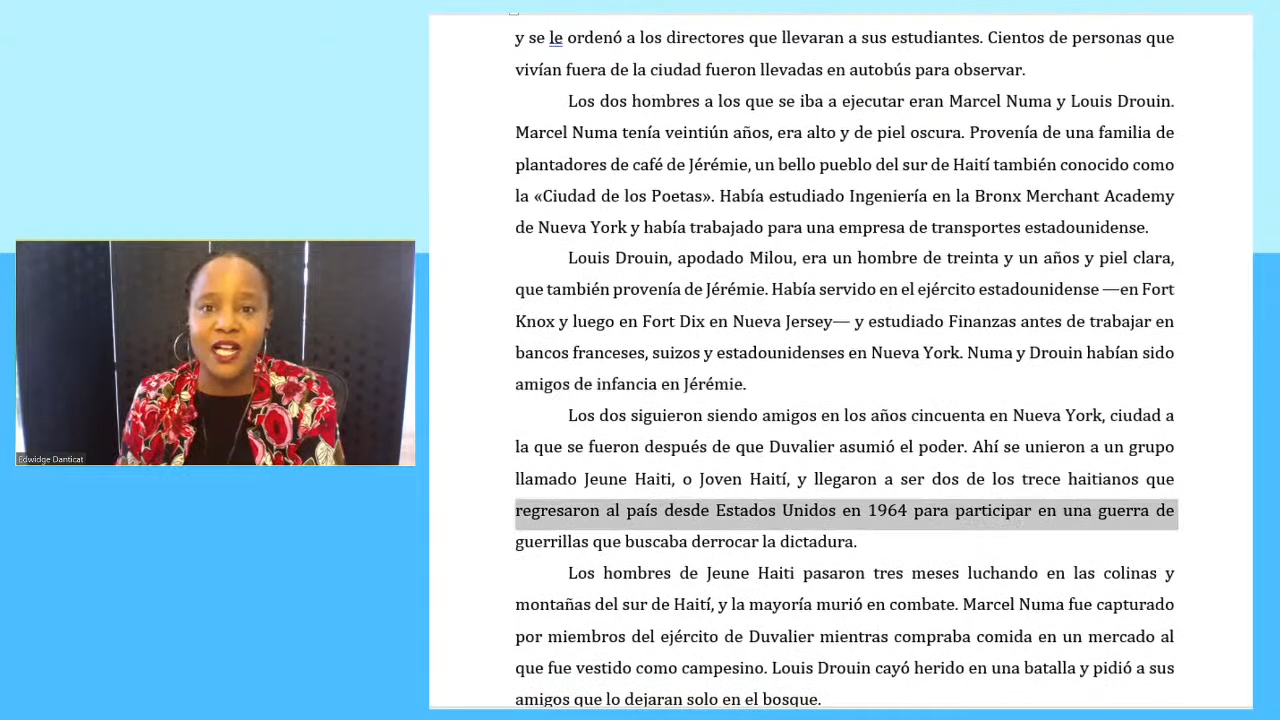 y se le ordenó a los directores que llevaran a sus estudiantes. Cientos de personas que
vivían fuera de la ciudad fueron llevadas en autobús para observar.
Los dos hombres a los que se iba a ejecutar eran Marcel Numa y Louis Drouin.
Marcel Numa tenía veintiún años, era alto y de piel oscura. Provenía de una familia de
plantadores de café de Jérémie, un bello pueblo del sur de Haití también conocido como
la «Ciudad de los Poetas». Había estudiado Ingeniería en la Bronx Merchant Academy
de Nueva York y había trabajado para una empresa de transportes estadounidense.
Louis Drouin, apodado Milou, era un hombre de treinta y un años y piel clara,
que también provenía de Jérémie. Había servido en el ejército estadounidense —en Fort
Knox y luego en Fort Dix en Nueva Jersey— y estudiado Finanzas antes de trabajar en
bancos franceses, suizos y estadounidenses en Nueva York. Numa y Drouin habían sido
amigos de infancia en Jérémie.
Los dos siguieron siendo amigos en los años cincuenta en Nueva York, ciudad a
la que se fueron después de que Duvalier asumió el poder. Ahí se unieron a un grupo
llamado Jeune Haiti, o Joven Haití, y llegaron a ser dos de los trece haitianos que
regresaron al país desde Estados Unidos en 1964 para participar en una guerra de
guerrillas que buscaba derrocar la dictadura.
Los hombres de Jeune Haiti pasaron tres meses luchando en las colinas y
montañas del sur de Haití, y la mayoría murió en combate. Marcel Numa fue capturado
por miembros del ejército de Duvalier mientras compraba comida en un mercado al
que fue vestido como campesino. Louis Drouin cayó herido en una batalla y pidió a sus
amigos que lo dejaran solo en el bosque.
Edwidge Danticat